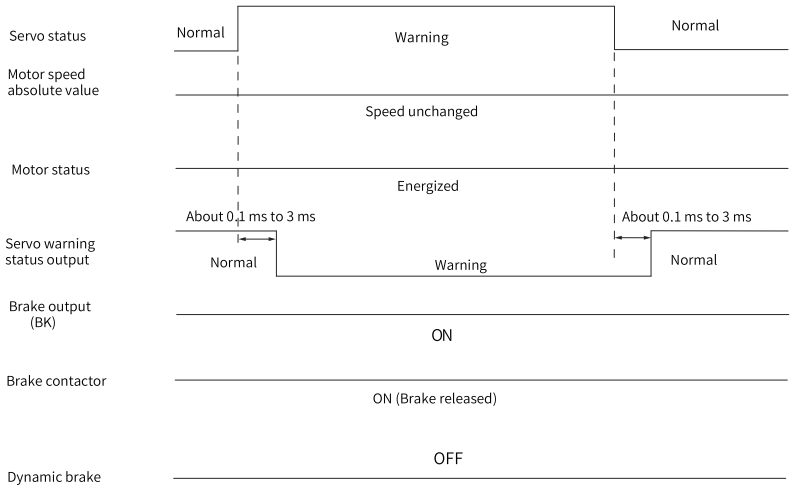 Servo status
Normal
Warning
Normal
Motor speed
absolute value
Speed unchanged
Motor status
Energized
About 0.1 ms to 3 ms
About 0.1 ms to 3 ms
Servo warning
status output
Normal
Warning
Normal
Brake output
(BK)
ON
Brake contactor
ON (Brake released)
OFF
Dynamic brake